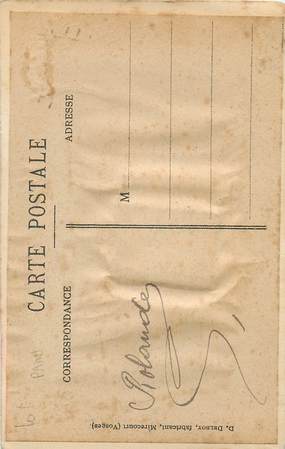 CARTE POSTALE
CORRESPONDANCE
ADRESSE
M
Rolande
D. Delboy, fabricant, Mirecourt (Vosges)